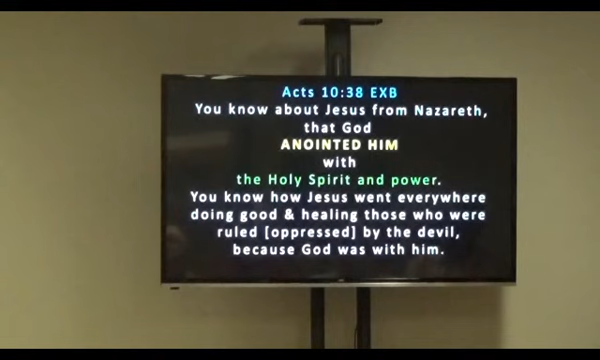 Acts 10:38 EXB
You know about Jesus from Nazareth,
that God
ANOINTED HIM
with
the Holy Spirit and power.
You know how Jesus went everywhere
doing good & healing those who were
ruled [oppressed] by the devil,
because God was with him.